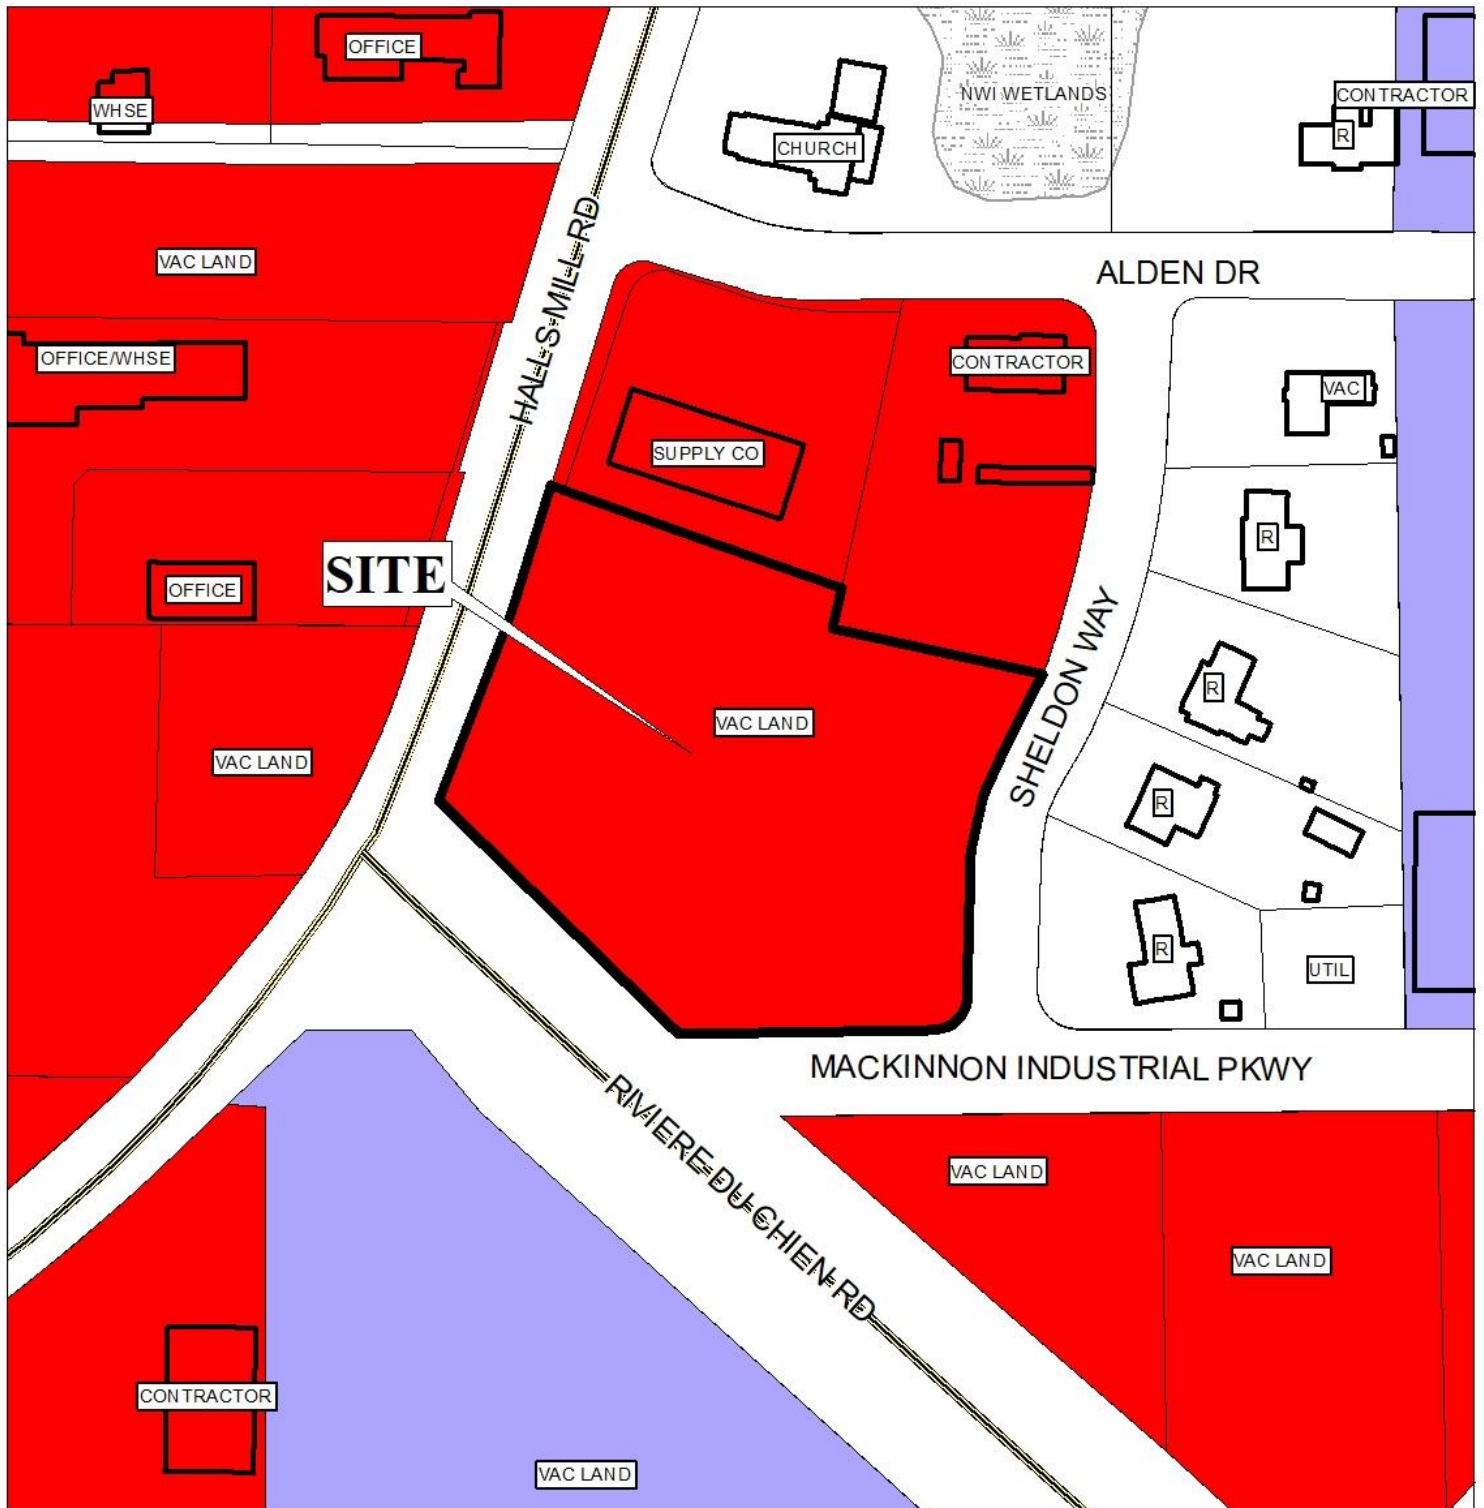 OFFICE
WHSE
NWI WETLANDS
CONTRACTOR
R
CHURCH
HALLS MILL RD
VAC LAND
ALDEN DR
OFFICE/WHSE
CONTRACTOR
VAC
SUPPLY CO
R
SITE
OFFICE
SHELDON WAY
R
VAC LAND
VAC LAND
R
R
UTIL
MACKINNON INDUSTRIAL PKWY
RIVIERE DU CHIEN RD
VAC LAND
VAC LAND
CONTRACTOR
VAC LAND